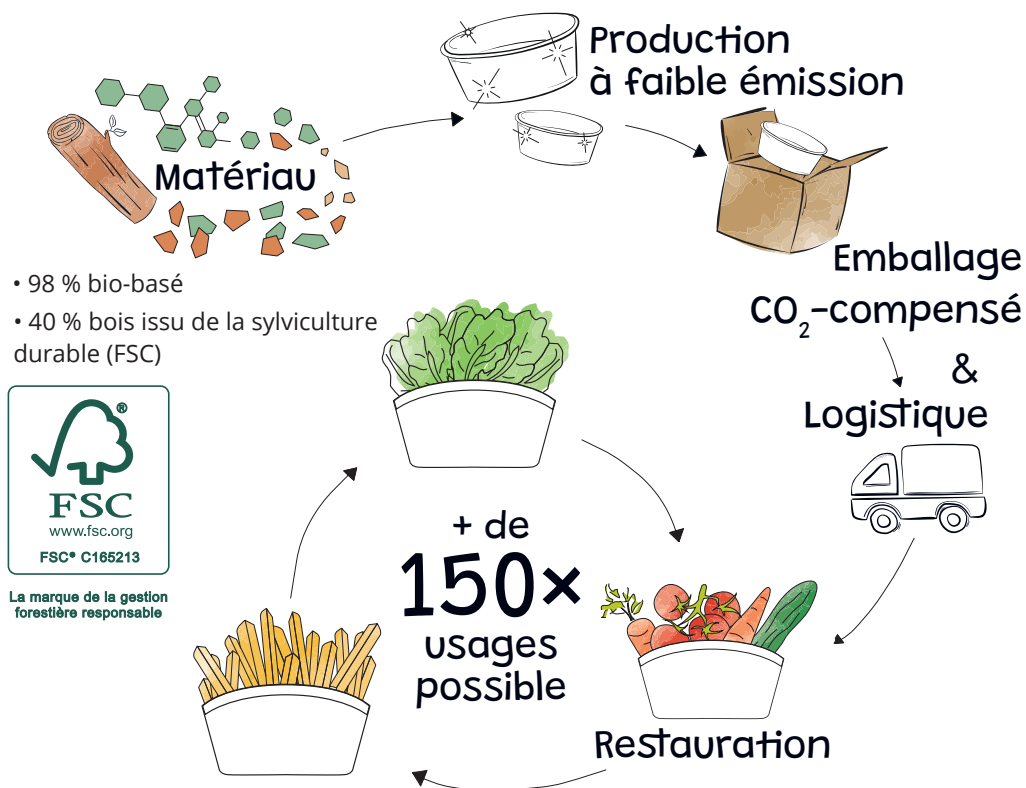 Production
à faible émission
Matériau
Emballage
CO₂-compensé
&
Logistique
• 98 % bio-basé
• 40 % bois issu de la sylviculture
durable (FSC)
®
FSC
www.fsc.org
FSC® C165213
La marque de la gestion
forestière responsable
+ de
150×
usages
possible
Restauration